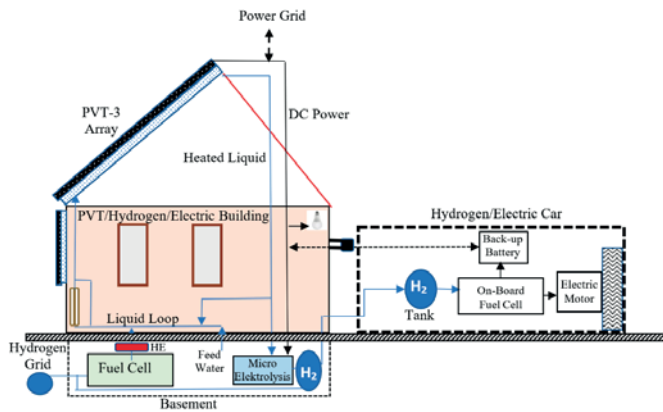 Power Grid
PVT-3
Array
DC Power
Heated Liquid
PVT/Hydrogen/Electric Building
Hydrogen/Electric Car
Back-up
Battery
H2
Tank
On-Board
Fuel Cell
Electric
Motor
Liquid Loop
Hydrogen
Grid
HE
Fuel Cell
Feed
Water
Micro
Elektrolysis
H2
Basement